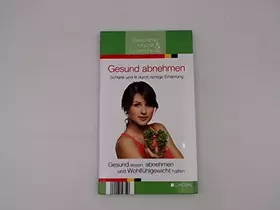 &
Gesund abnehmen
Schlank und fit durch richtige Ernährung
Gesund essen, abnehmen
und Wohlfühlgewicht halten